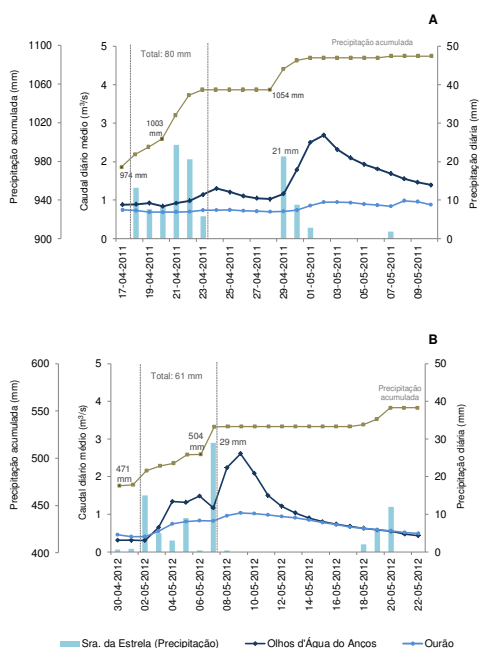 A
Precipitação acumulada (mm)
1100
1060
1020
980
940
900
Caudal diário médio (m³/s)
5
4
3
2
1
0
Total: 80 mm
Precipitação acumulada
974 mm
1003
mm
1054 mm
21 mm
50
40
30
20
10
0
Precipitação diária (mm)
17-04-2011
19-04-2011
21-04-2011
23-04-2011
25-04-2011
27-04-2011
29-04-2011
01-05-2011
03-05-2011
05-05-2011
07-05-2011
09-05-2011
B
Precipitação acumulada (mm)
600
550
500
450
400
Caudal diário médio (m³/s)
5
4
3
2
1
0
Total: 61 mm
Precipitação
acumulada
471
mm
504
mm
29 mm
50
40
30
20
10
0
Precipitação diária (mm)
30-04-2012
02-05-2012
04-05-2012
06-05-2012
08-05-2012
10-05-2012
12-05-2012
14-05-2012
16-05-2012
18-05-2012
20-05-2012
22-05-2012
Sra. da Estrela (Precipitação)
Olhos d'Água do Anços
Ourão